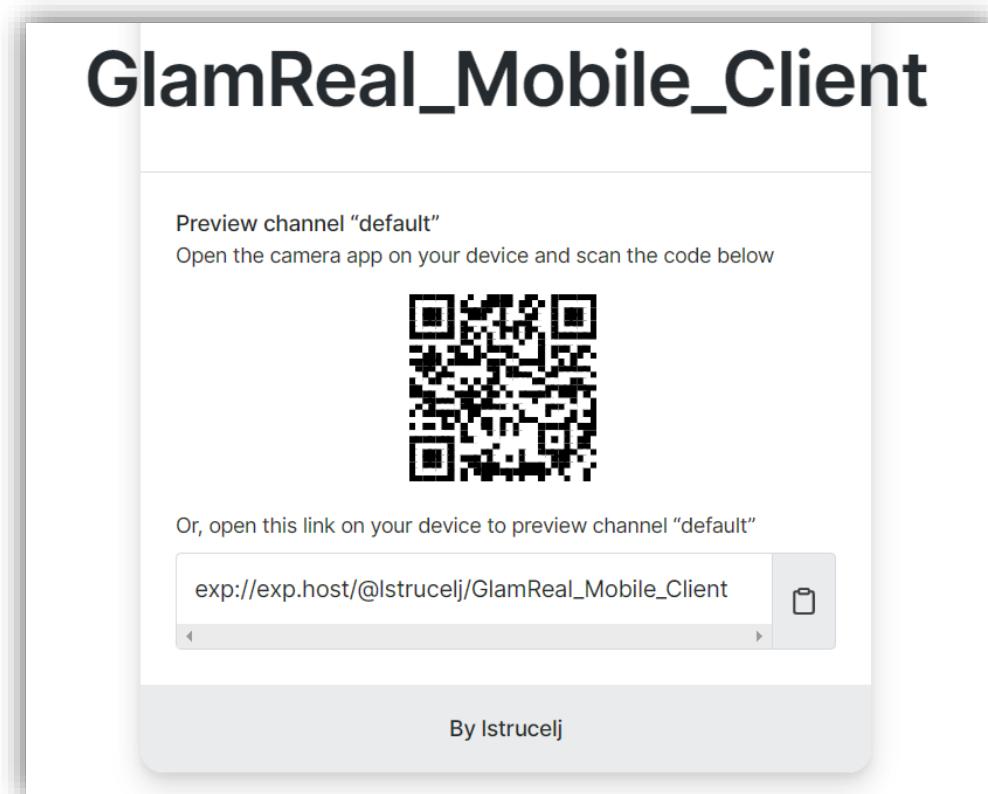 GlamReal_Mobile_Client
Preview channel “default”
Open the camera app on your device and scan the code below
Or, open this link on your device to preview channel “default”
exp://exp.host/@lstrucelj/GlamReal_Mobile_Client
By lstrucelj